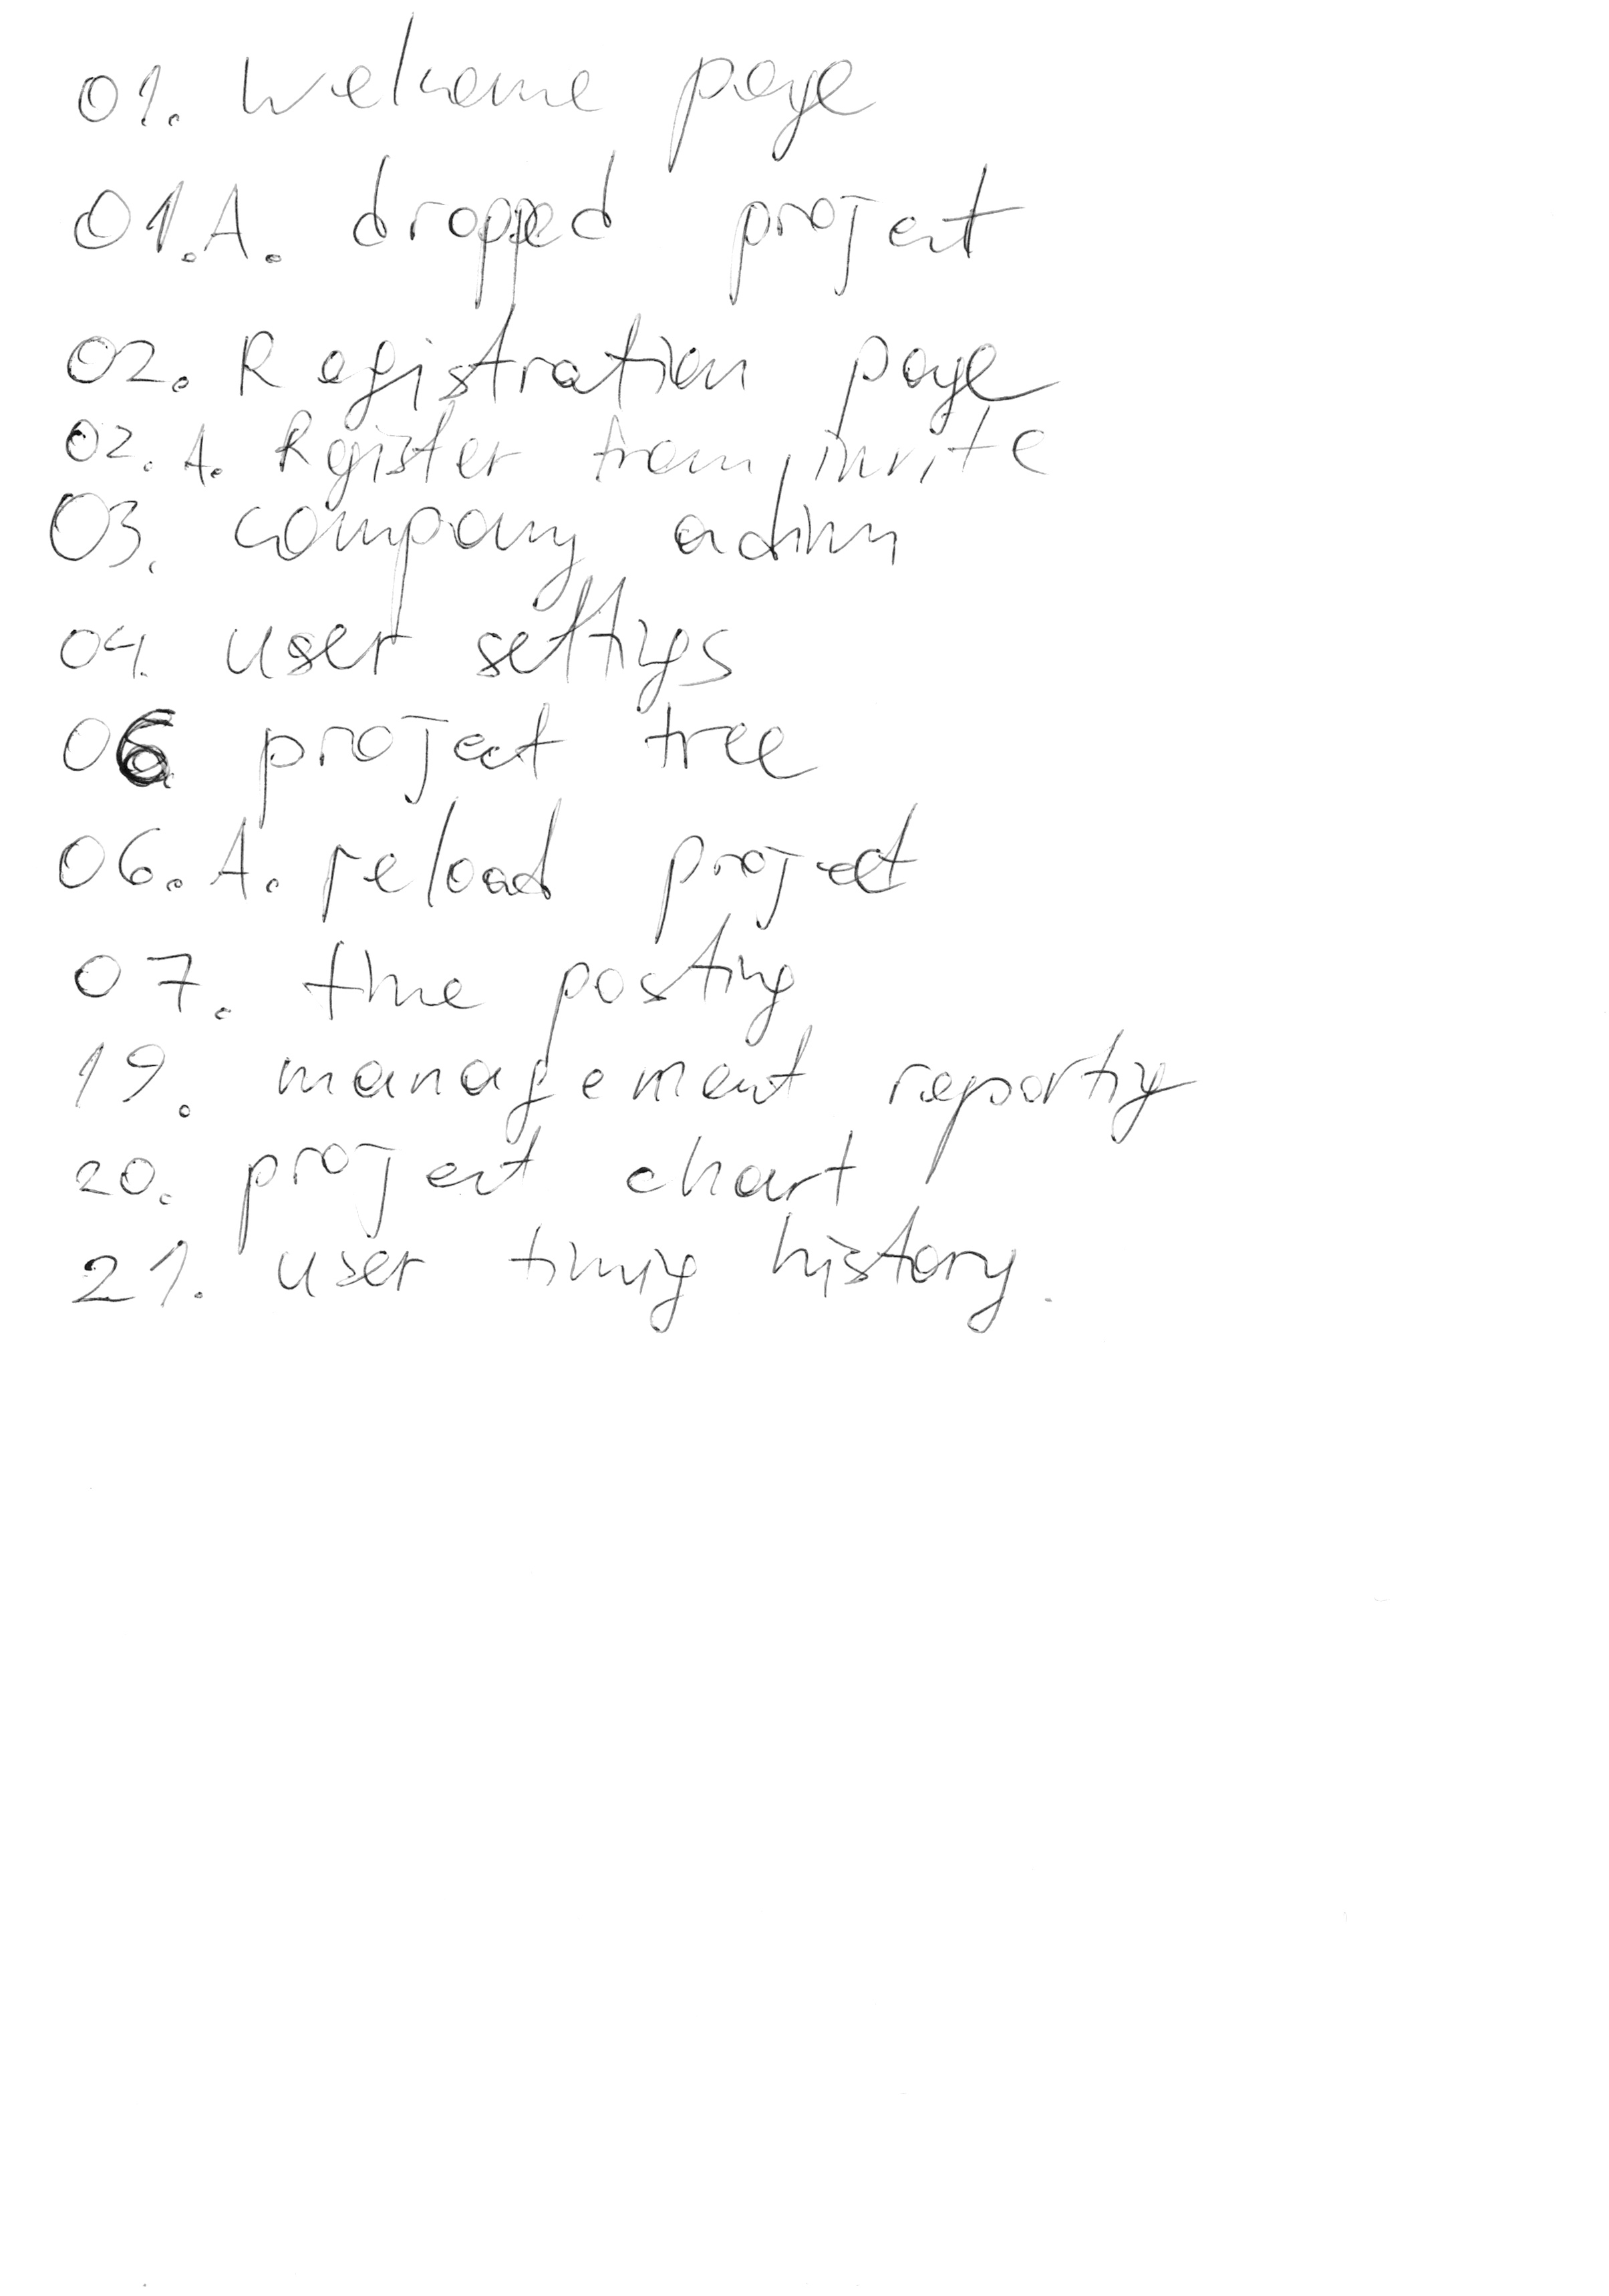 01. Welcome page
01.A. dropped project
02. Registration page
02. A. Register from invite
03. company admin
04. user settings
06 project tree
06. A. reload project
07. time posting
19. management reporting
20. project chart
21. user timing history.